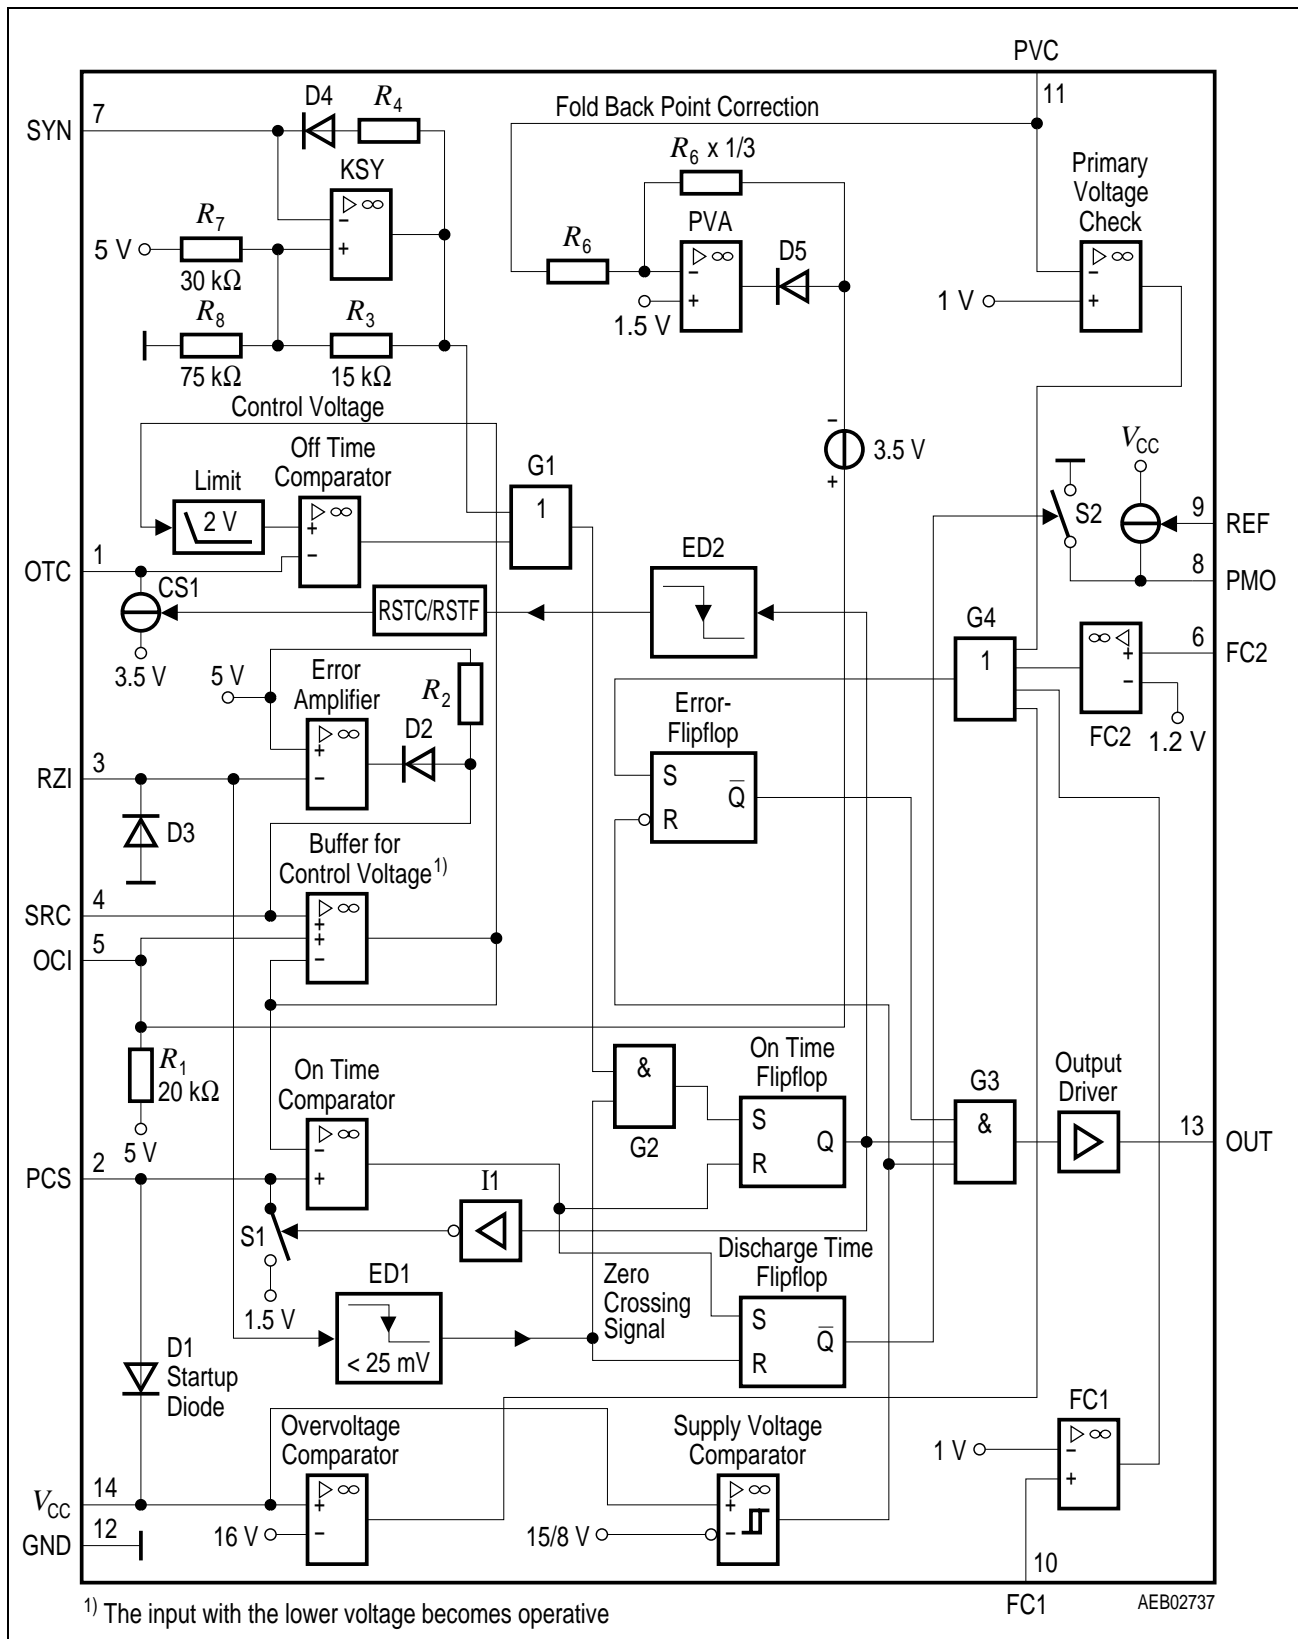 PVC
11
SYN
7
D4
R4
Fold Back Point Correction
KSY
▷ ∞
−
+
R6 x 1/3
Primary
Voltage
Check
5 V
R7
30 kΩ
PVA
▷ ∞
−
+
R6
D5
▷ ∞
−
+
R8
75 kΩ
R3
15 kΩ
1.5 V
1 V
Control Voltage
Off Time
Comparator
G1
1
−
+
3.5 V
VCC
Limit
2 V
▷ ∞
+
−
S2
9
REF
OTC
1
CS1
3.5 V
RSTC/RSTF
ED2
8
PMO
G4
1
∞ ◁
+
−
FC2
6
FC2
1.2 V
5 V
Error
Amplifier
R2
▷ ∞
+
−
D2
Error-
Flipflop
S
R
Q̅
RZI
3
D3
Buffer for
Control Voltage1)
SRC
4
▷ ∞
+
+
−
OCI
5
R1
20 kΩ
5 V
On Time
Comparator
▷ ∞
−
+
&
G2
On Time
Flipflop
S
R
Q
G3
&
Output
Driver
▷
13
OUT
PCS
2
S1
1.5 V
I1
◁
ED1
< 25 mV
Zero
Crossing
Signal
Discharge Time
Flipflop
S
R
Q̅
D1
Startup
Diode
Overvoltage
Comparator
Supply Voltage
Comparator
FC1
1 V
▷ ∞
−
+
VCC
14
▷ ∞
+
−
16 V
15/8 V
▷ ∞
+
−
GND
12
10
FC1
AEB02737
1) The input with the lower voltage becomes operative